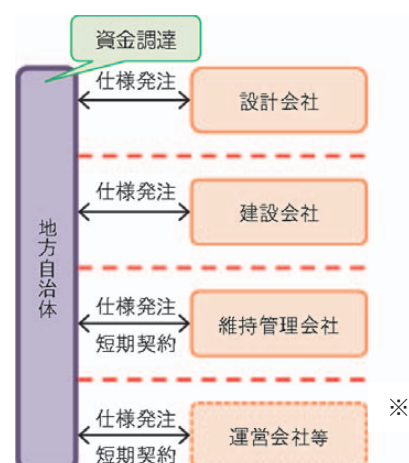 資金調達
地方自治体
仕様発注
設計会社
仕様発注
建設会社
仕様発注
短期契約
維持管理会社
仕様発注
短期契約
運営会社等
※